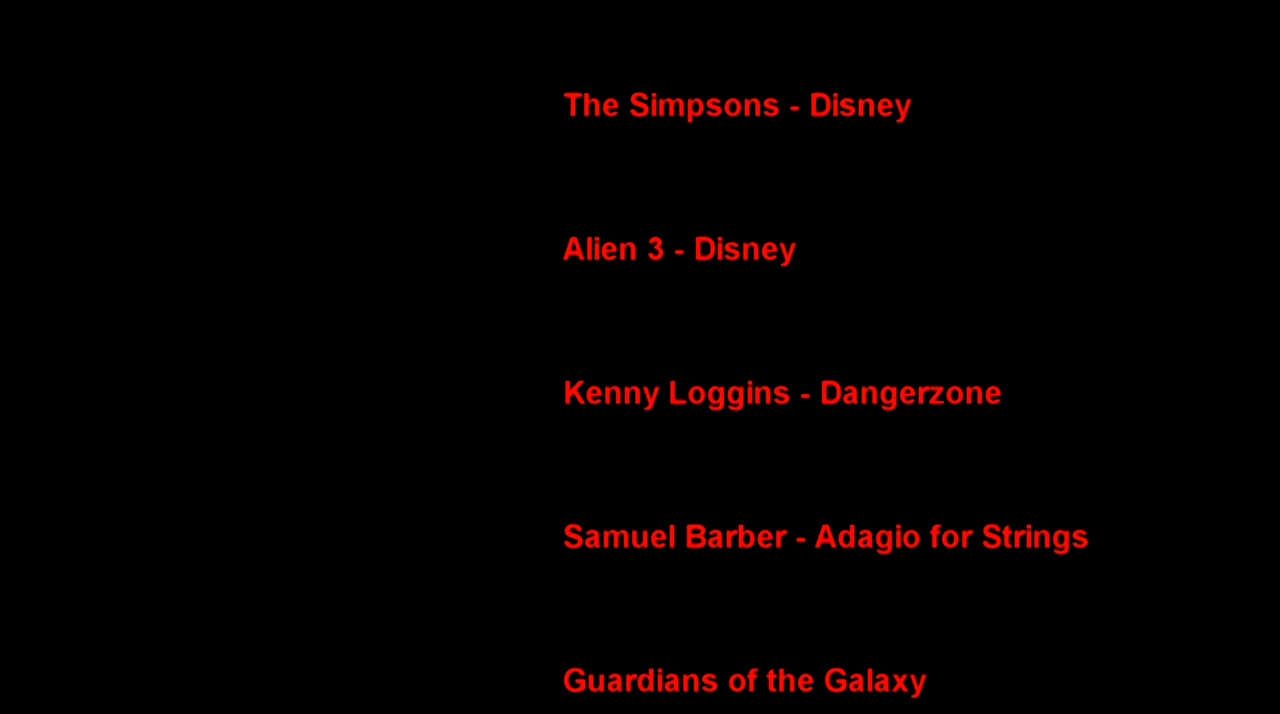 The Simpsons - Disney
Alien 3 - Disney
Kenny Loggins - Dangerzone
Samuel Barber - Adagio for Strings
Guardians of the Galaxy